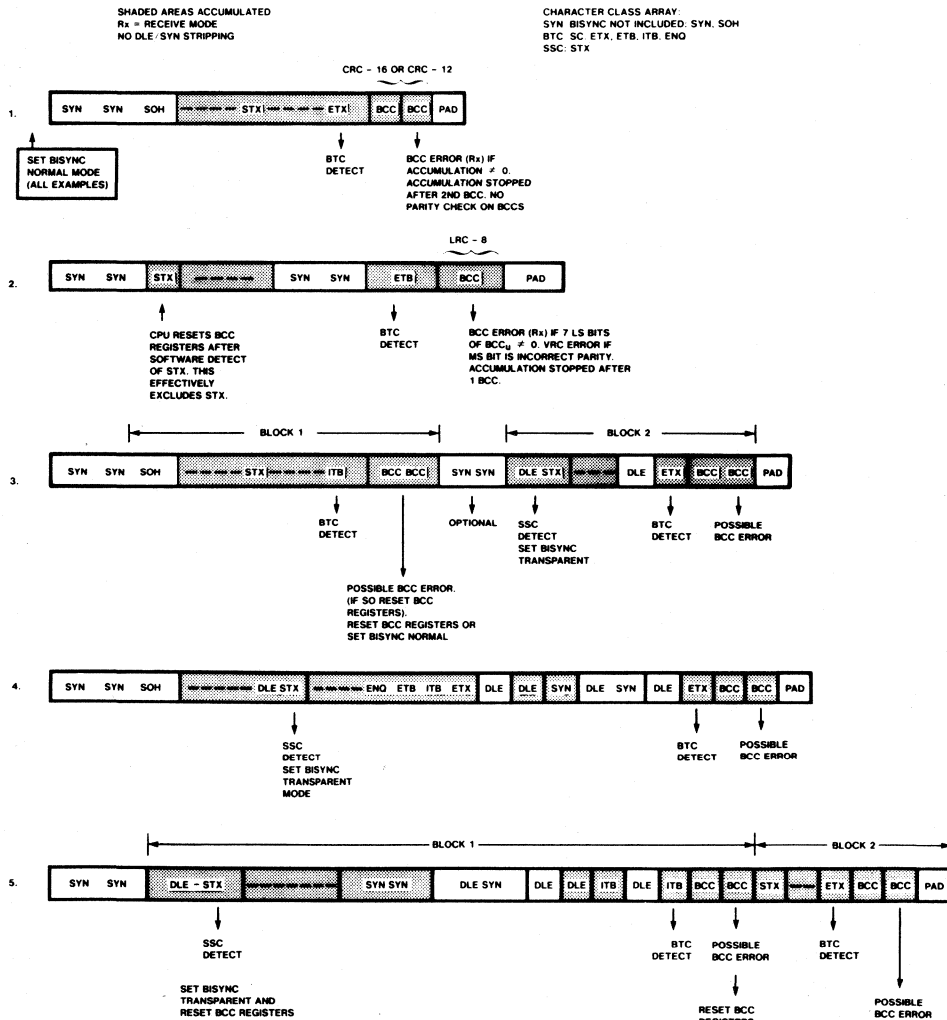 SHADED AREAS ACCUMULATED
Rx = RECEIVE MODE
NO DLE/SYN STRIPPING
CHARACTER CLASS ARRAY:
SYN BISYNC NOT INCLUDED: SYN, SOH
BTC SC. ETX, ETB, ITB, ENQ
SSC: STX
CRC - 16 OR CRC - 12
1. SYN SYN SOH STX ETX BCC BCC PAD
SET BISYNC
NORMAL MODE
(ALL EXAMPLES)
BTC
DETECT
BCC ERROR (Rx) IF
ACCUMULATION ≠ 0.
ACCUMULATION STOPPED
AFTER 2ND BCC. NO
PARITY CHECK ON BCCS
LRC - 8
2. SYN SYN STX SYN SYN ETB BCC PAD
CPU RESETS BCC
REGISTERS AFTER
SOFTWARE DETECT
OF STX. THIS
EFFECTIVELY
EXCLUDES STX.
BTC
DETECT
BCC ERROR (Rx) IF 7 LS BITS
OF BCCu ≠ 0. VRC ERROR IF
MS BIT IS INCORRECT PARITY.
ACCUMULATION STOPPED AFTER
1 BCC.
BLOCK 1 BLOCK 2
3. SYN SYN SOH STX ITB BCC BCC SYN SYN DLE STX DLE ETX BCC BCC PAD
BTC
DETECT
OPTIONAL
SSC
DETECT
SET BISYNC
TRANSPARENT
BTC
DETECT
POSSIBLE
BCC ERROR
POSSIBLE BCC ERROR.
(IF SO RESET BCC
REGISTERS).
RESET BCC REGISTERS OR
SET BISYNC NORMAL
4. SYN SYN SOH DLE STX ENQ ETB ITB ETX DLE DLE SYN DLE SYN DLE ETX BCC BCC PAD
SSC
DETECT
SET BISYNC
TRANSPARENT
MODE
BTC
DETECT
POSSIBLE
BCC ERROR
BLOCK 1 BLOCK 2
5. SYN SYN DLE - STX SYN SYN DLE SYN DLE DLE ITB DLE ITB BCC BCC STX ETX BCC BCC PAD
SSC
DETECT
SET BISYNC
TRANSPARENT AND
RESET BCC REGISTERS
BTC
DETECT
POSSIBLE
BCC ERROR
RESET BCC
BTC
DETECT
POSSIBLE
BCC ERROR